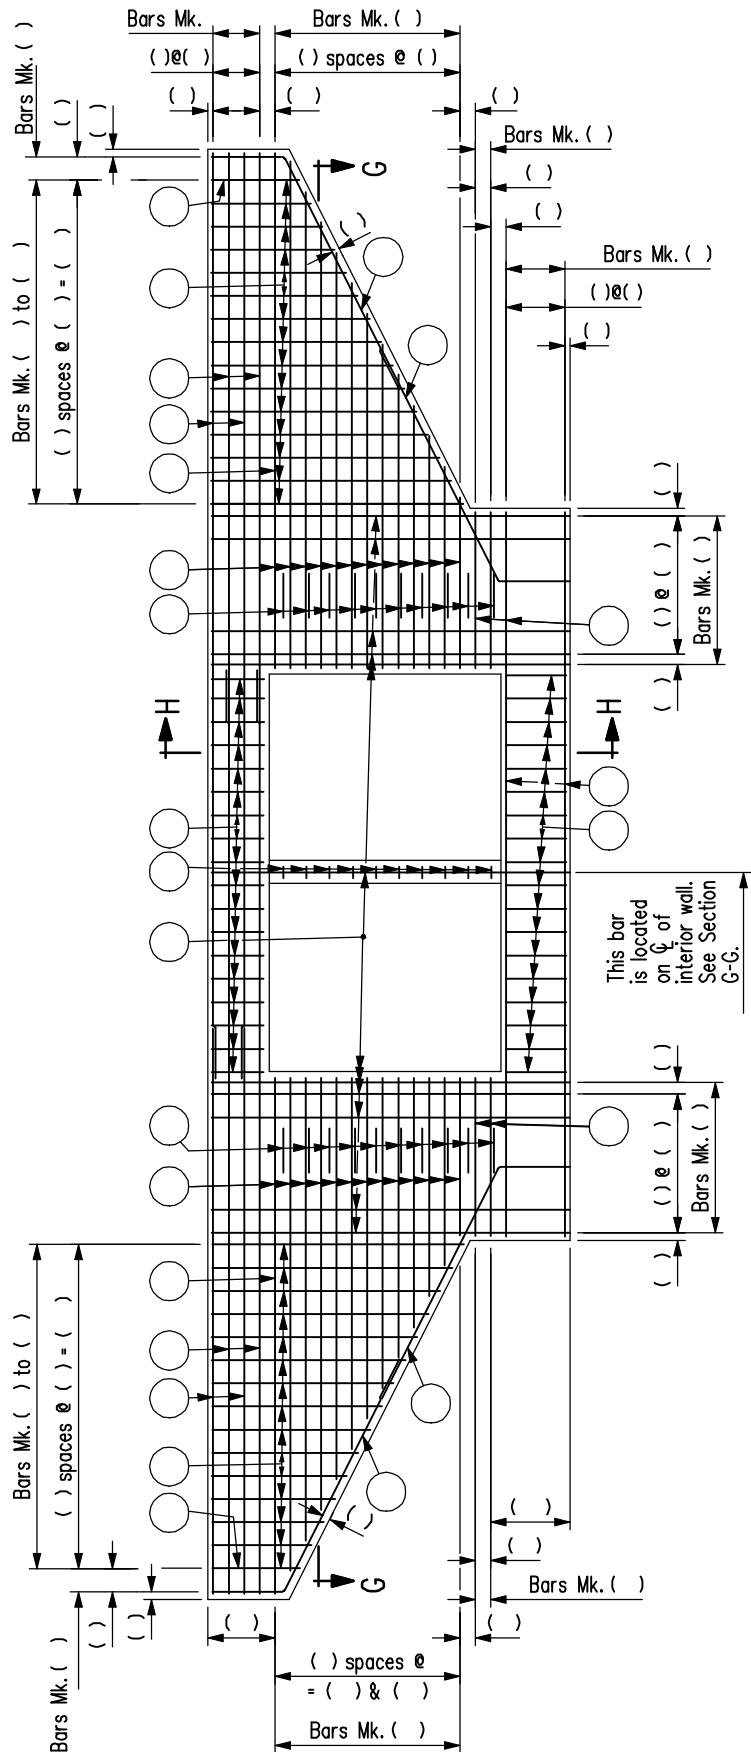 Bars Mk.
Bars Mk. ( )
( )@( )
( ) spaces @ ( )
( )
( )
( )
Bars Mk. ( )
( )
( )
Bars Mk. ( )
( )
( )
Bars Mk. ( )
( )@( )
( )
G
( )
Bars Mk. ( ) to ( )
( ) spaces @ ( ) = ( )
( )
( )@ ( )
Bars Mk. ( )
( )
H
H
This bar
is located
on ℄ of
interior wall.
See Section
G-G.
( )
( )@ ( )
Bars Mk. ( )
( )
Bars Mk. ( ) to ( )
( ) spaces @ ( ) = ( )
( )
G
( )
( )
Bars Mk. ( )
( )
( )
Bars Mk. ( )
( )
( )
( ) spaces @
= ( ) & ( )
Bars Mk. ( )